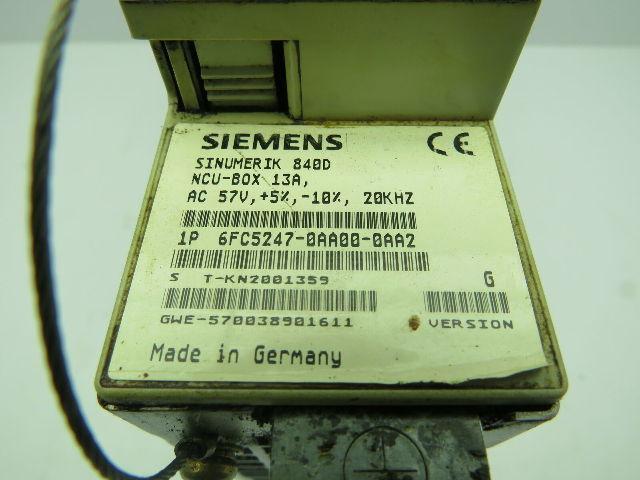 SIEMENS CE
SINUMERIK 840D
NCU-BOX 13A,
AC 57V,+5%,-10%, 20KHZ
1P 6FC5247-0AA00-0AA2
S T-KN2001359 G
GWE-570038901611 VERSION
Made in Germany